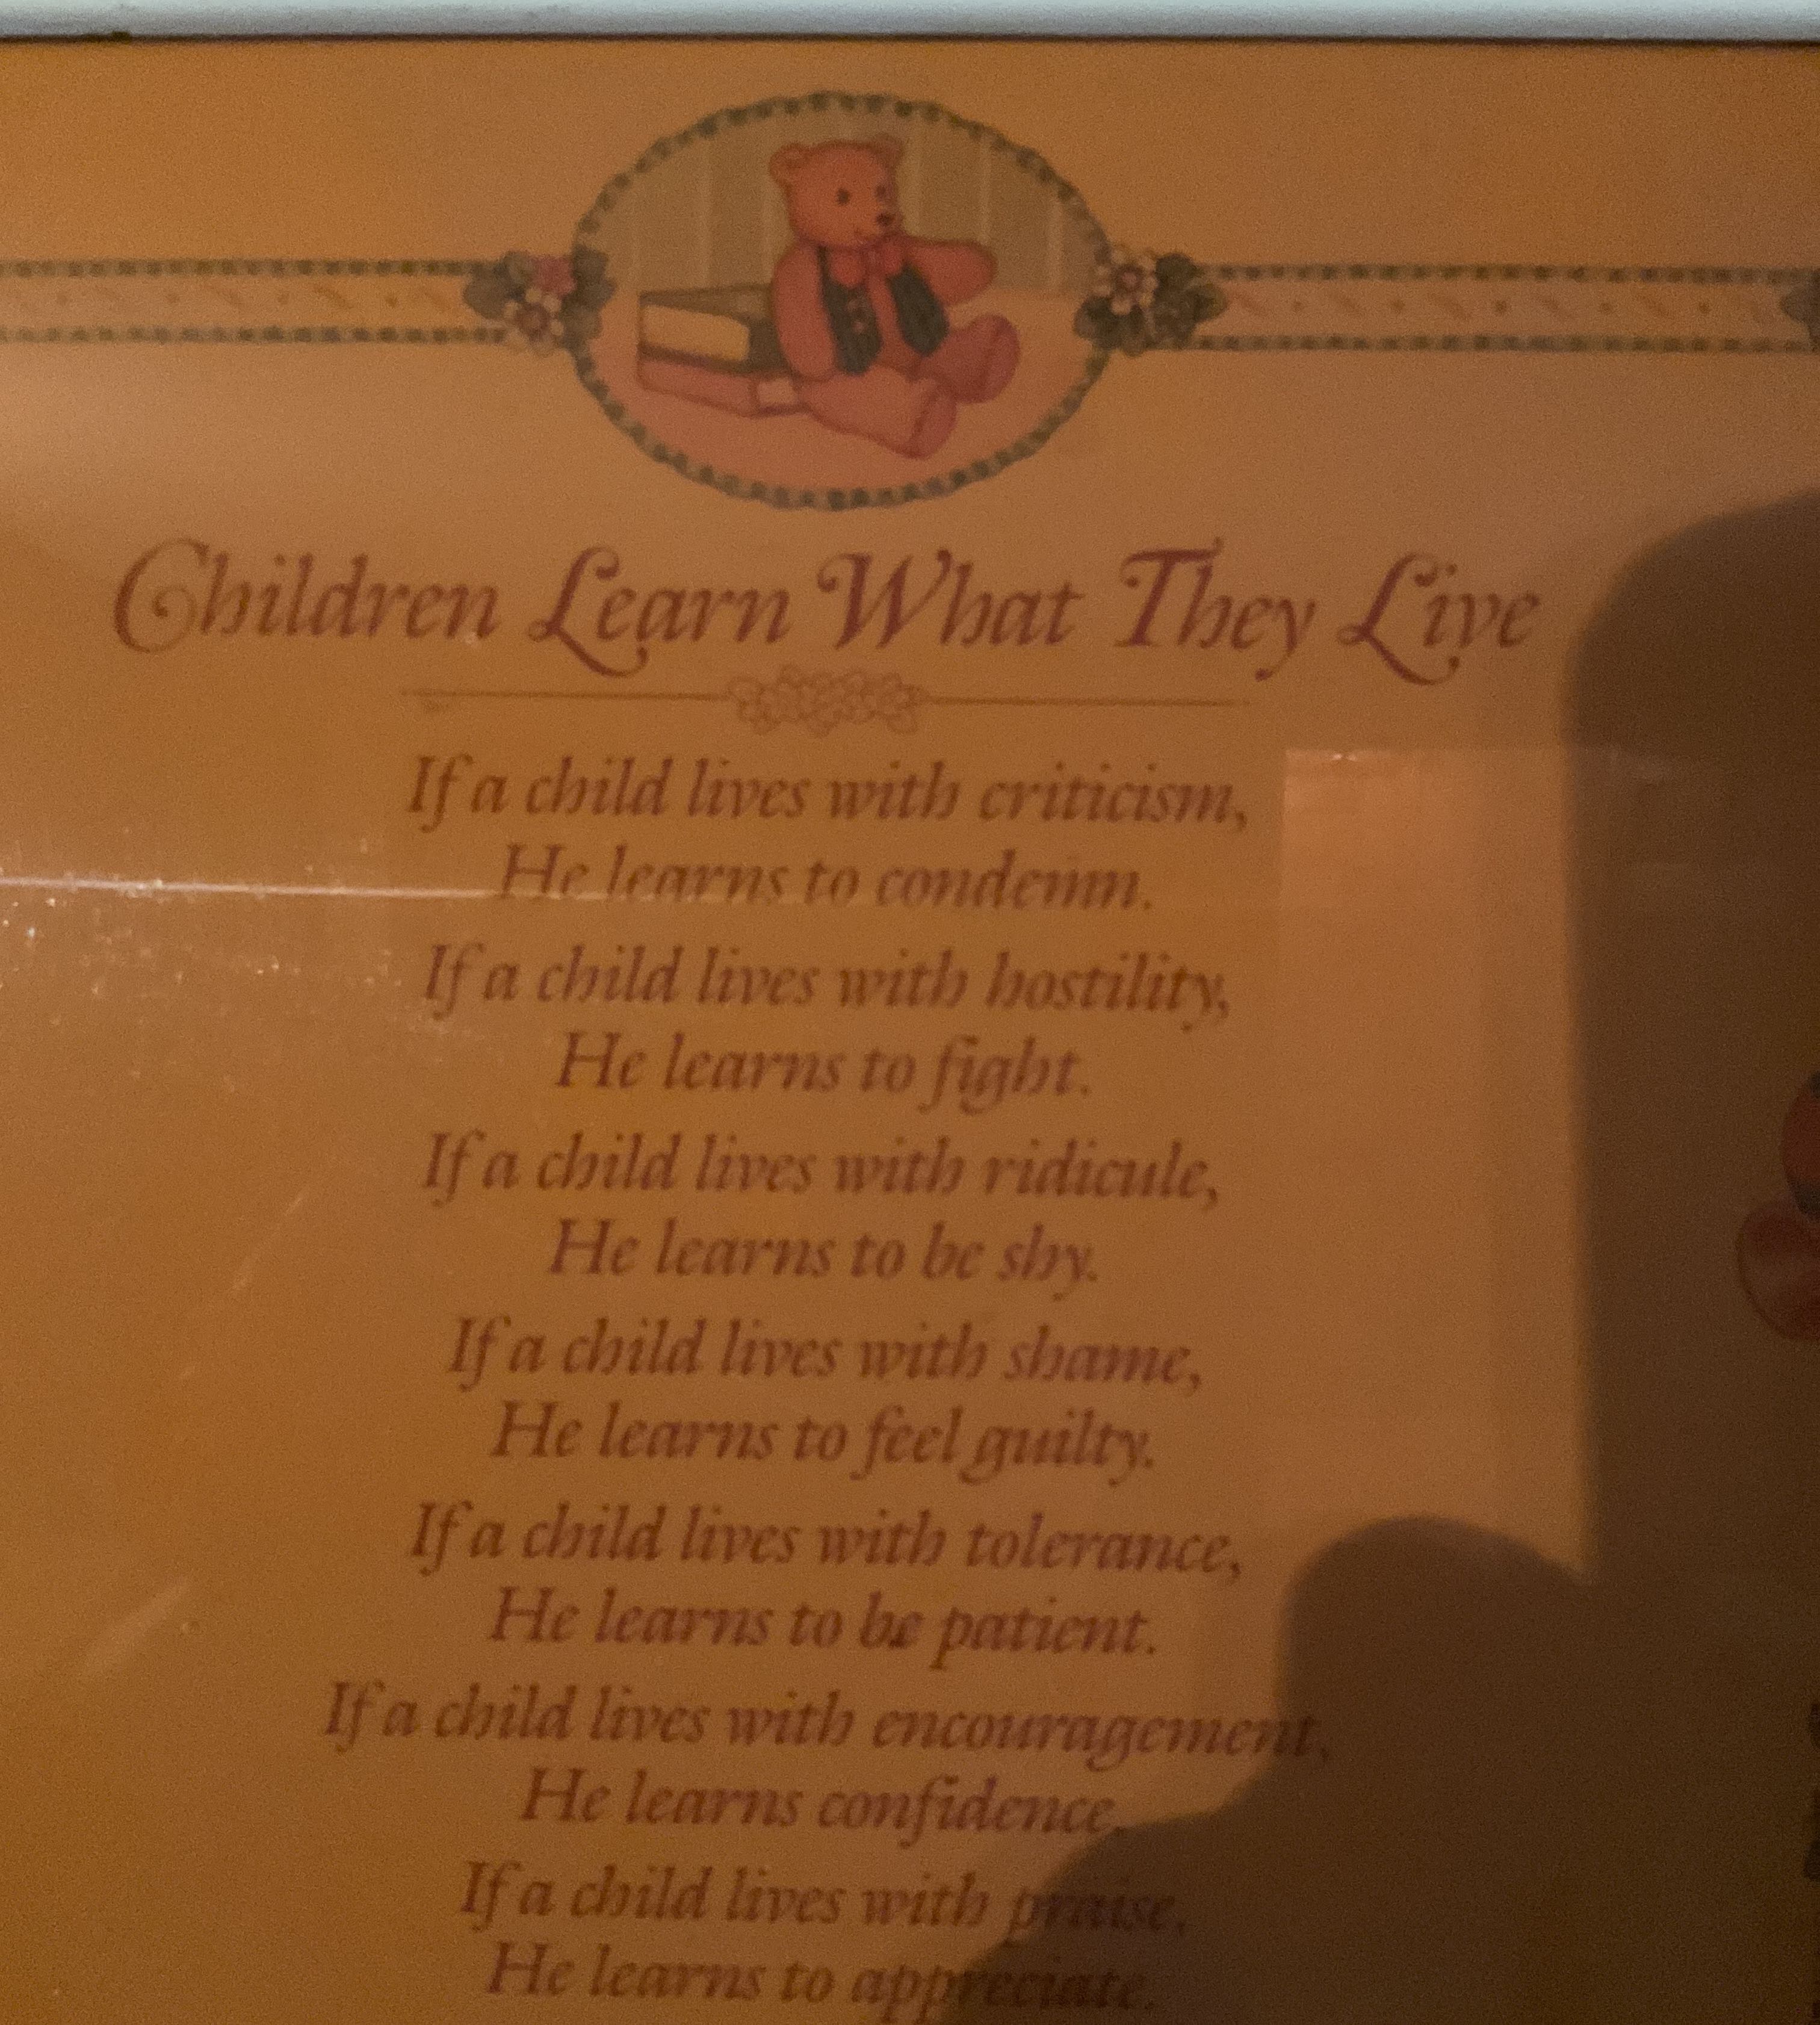 Children Learn What They Live
If a child lives with criticism,
He learns to condemn.
If a child lives with hostility,
He learns to fight.
If a child lives with ridicule,
He learns to be shy.
If a child lives with shame,
He learns to feel guilty.
If a child lives with tolerance,
He learns to be patient.
If a child lives with encouragement,
He learns confidence.
If a child lives with praise,
He learns to appreciate.